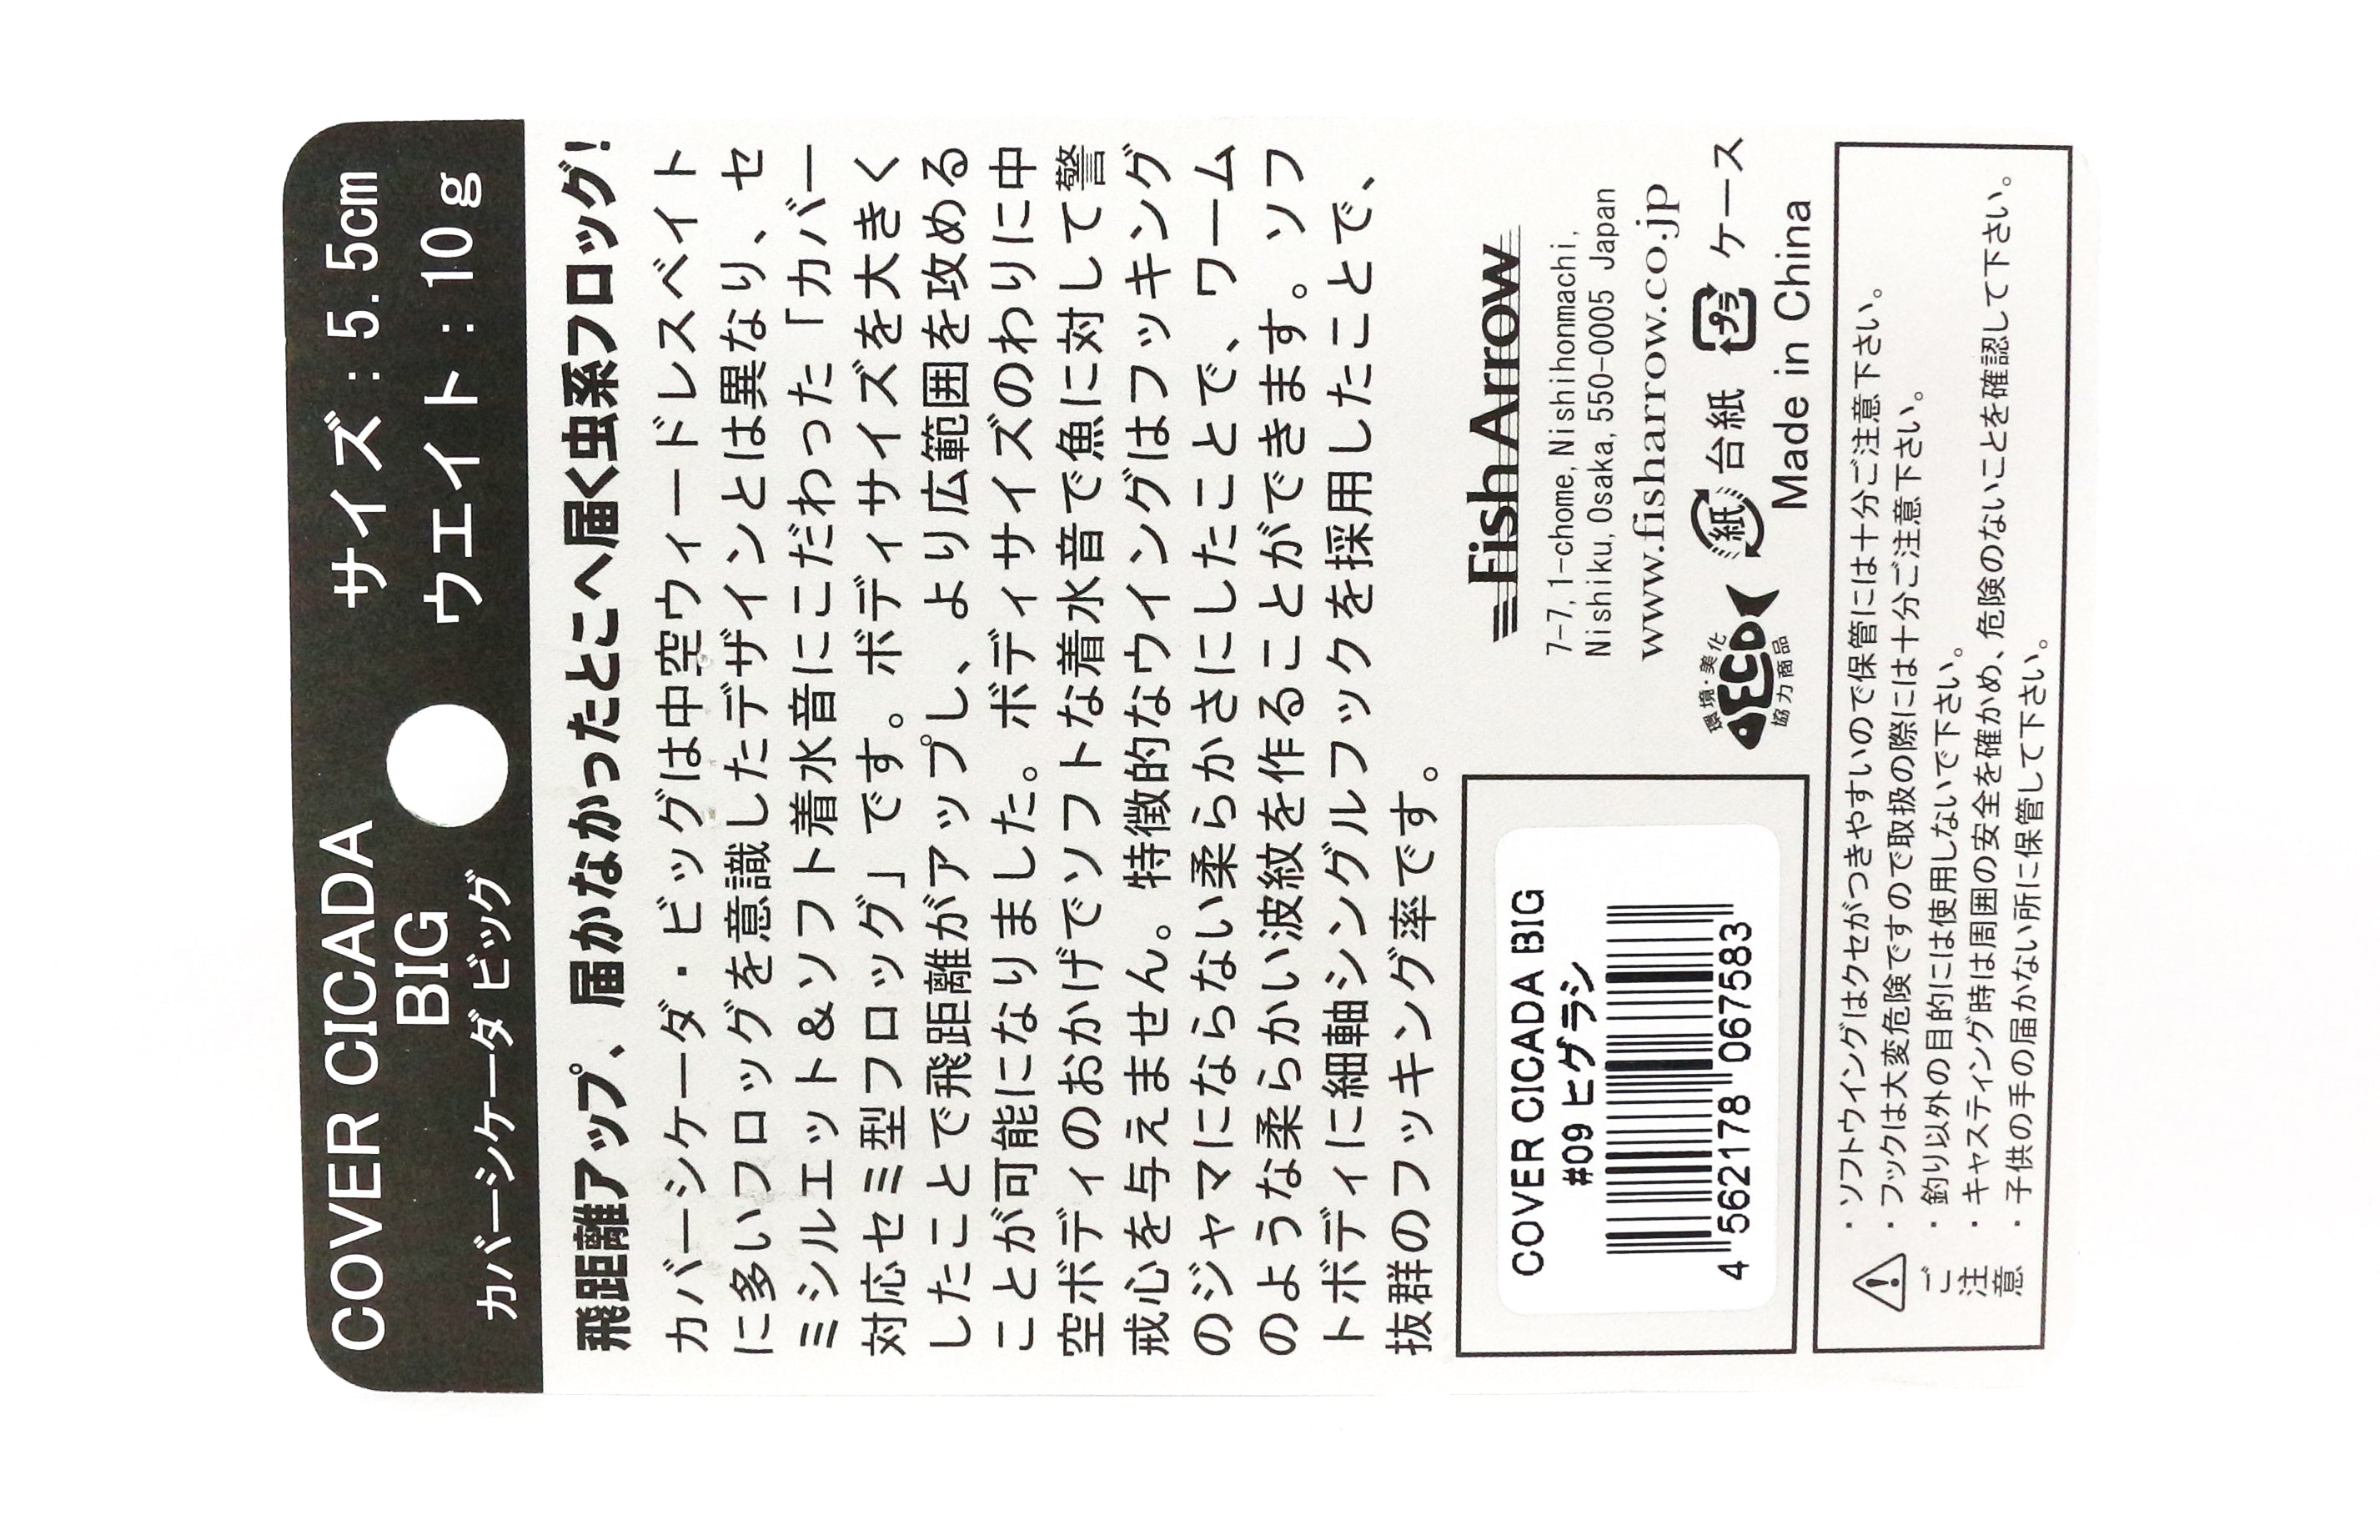 COVER CICADA
BIG
カバーシケーダ ビッグ
サイズ：5.5cm
ウエイト：10g
飛距離アップ、届かなかったとこへ届く虫系フロッグ!
カバーシケーダ・ビッグは中空ウィードレスベイト
に多いフロッグを意識したデザインとは異なり、セ
ミシルエット&ソフト着水音にこだわった「カバー
対応セミ型フロッグ」です。ボディサイズを大きく
したことで飛距離がアップし、より広範囲を攻める
ことが可能になりました。ボディサイズのわりに中
空ボディのおかげでソフトな着水音で魚に対して警
戒心を与えません。特徴的なウイングはフッキング
のジャマにならない柔らかさにしたことで、ワーム
のような柔らかい波紋を作ることができます。ソフ
トボディに細軸シングルフックを採用したことで、
抜群のフッキング率です。
COVER CICADA BIG
#09 ヒグラシ
4 562178 067583
Fish Arrow
7-7,1-chome,Nishihonmachi,
Nishiku,Osaka,550-0005 Japan
www.fisharrow.co.jp
環境・美化
ECO
協力商品
紙 台紙 プラ ケース
Made in China
ご注意
・ソフトウイングはクセがつきやすいので保管には十分ご注意下さい。
・フックは大変危険ですので取扱の際には十分ご注意下さい。
・釣り以外の目的には使用しないで下さい。
・キャスティング時は周囲の安全を確かめ、危険のないことを確認して下さい。
・子供の手の届かない所に保管して下さい。